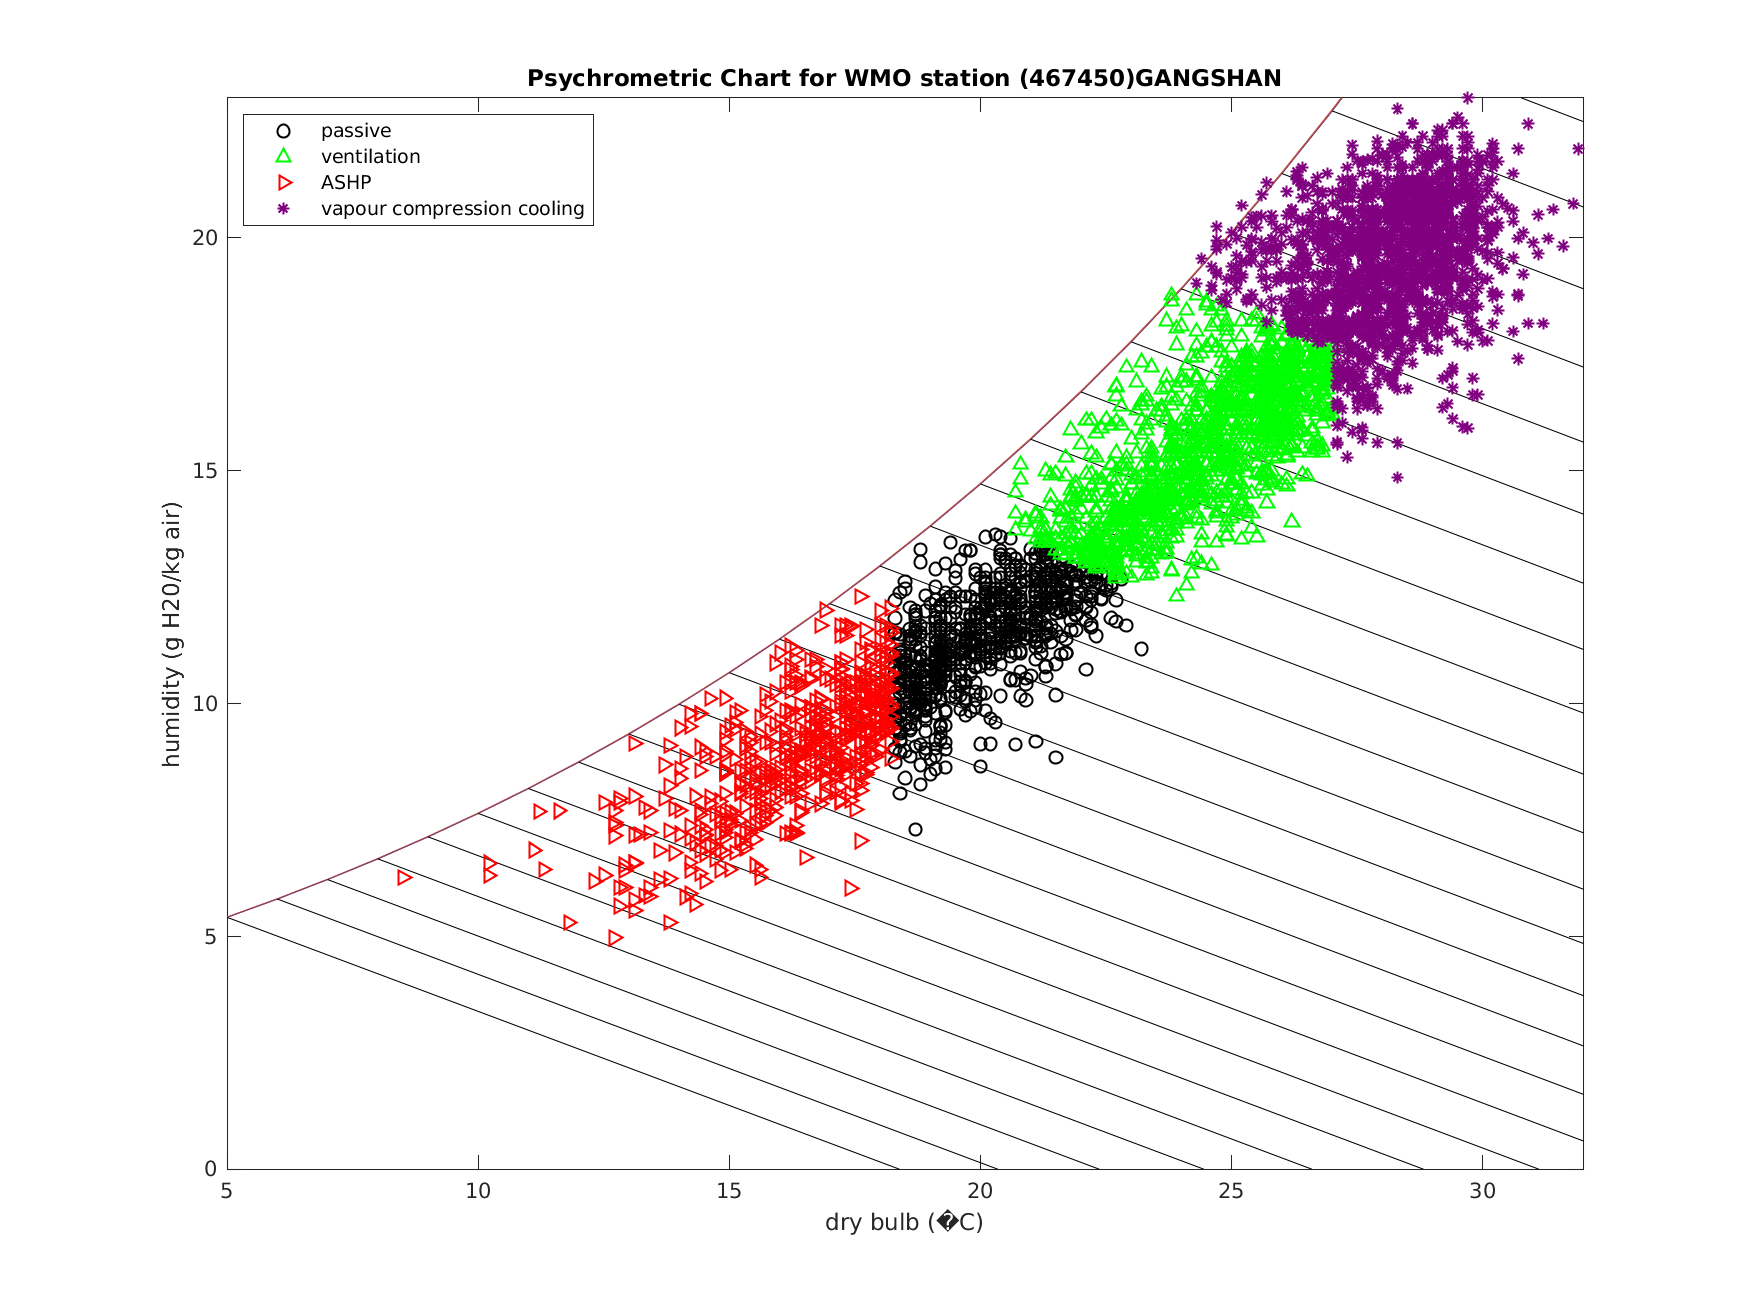 Psychrometric Chart for WMO station (467450)GANGSHAN
passive
ventilation
ASHP
vapour compression cooling
humidity (g H20/kg air)
20
15
10
5
0
5
10
15
20
25
30
dry bulb (�C)